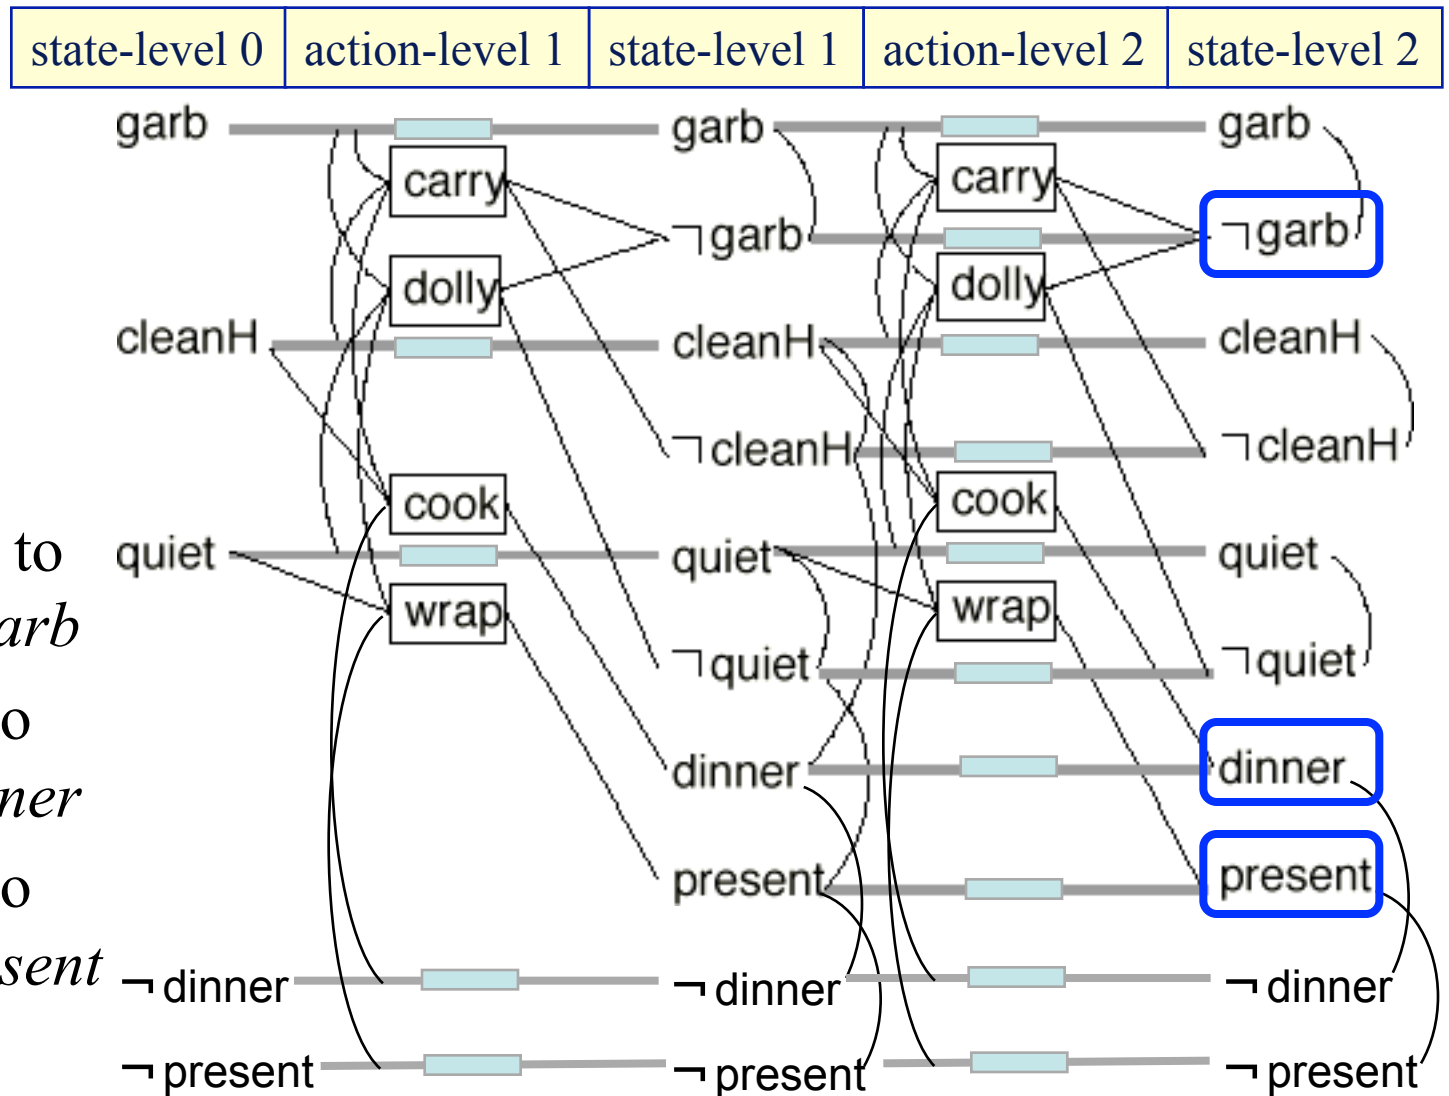 state-level 0 action-level 1 state-level 1 action-level 2 state-level 2
garb garb garb
carry carry
¬garb ¬garb
dolly dolly
cleanH cleanH cleanH
¬cleanH ¬cleanH
cook cook
to quiet quiet quiet
arb wrap wrap
¬quiet ¬quiet
o dinner dinner
ner
o present present
sent ¬ dinner ¬ dinner ¬ dinner
¬ present ¬ present ¬ present